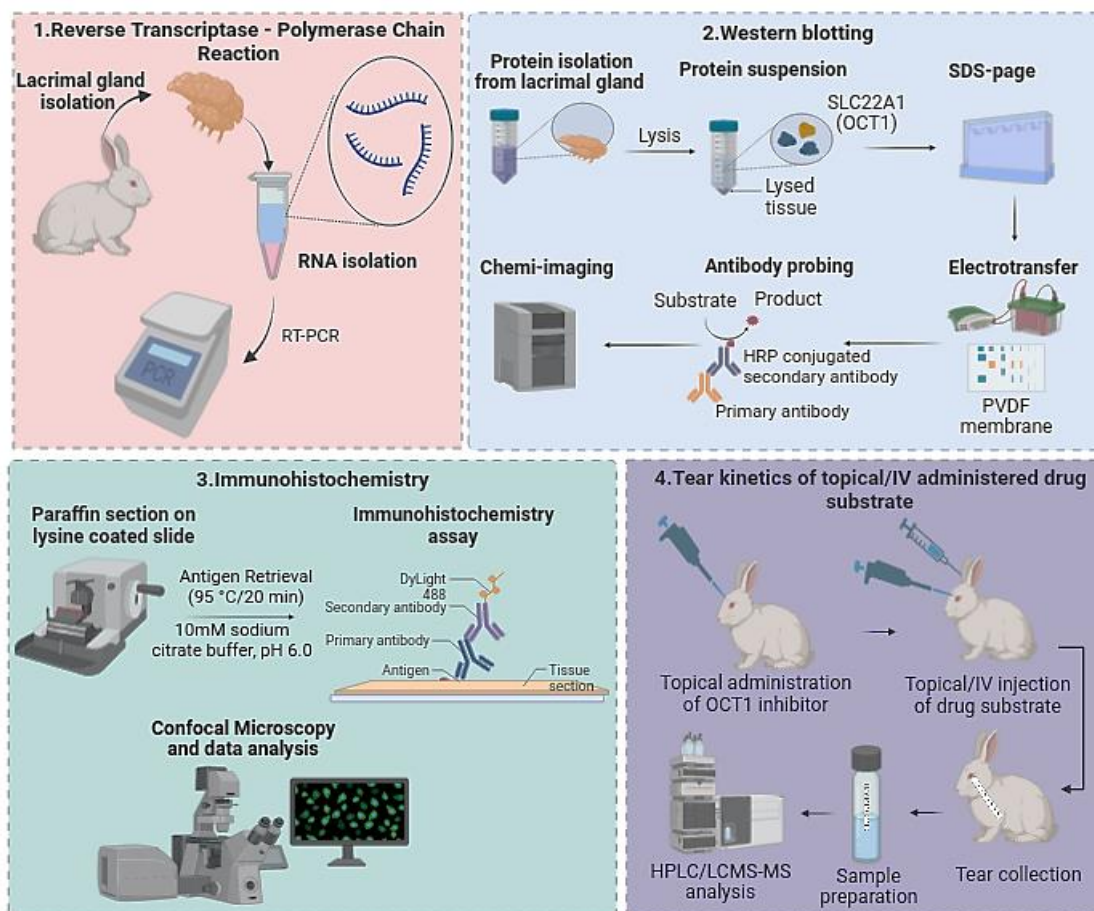 1.Reverse Transcriptase - Polymerase Chain
Reaction
Lacrimal gland
isolation
RNA isolation
RT-PCR
PCR
2.Western blotting
Protein isolation
from lacrimal gland
Lysis
Protein suspension
SLC22A1
(OCT1)
Lysed
tissue
SDS-page
Electrotransfer
PVDF
membrane
Antibody probing
Substrate
Product
HRP conjugated
secondary antibody
Primary antibody
Chemi-imaging
3.Immunohistochemistry
Paraffin section on
lysine coated slide
Antigen Retrieval
(95 °C/20 min)
10mM sodium
citrate buffer, pH 6.0
Immunohistochemistry
assay
DyLight
488
Secondary antibody
Primary antibody
Antigen
Tissue
section
Confocal Microscopy
and data analysis
4.Tear kinetics of topical/IV administered drug
substrate
Topical administration
of OCT1 inhibitor
Topical/IV injection
of drug substrate
Tear collection
Sample
preparation
HPLC/LCMS-MS
analysis